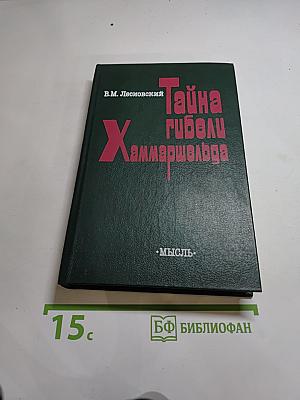 В.М. Лесиовский
Тайна
гибели
Хаммаршельда
·МЫСЛЬ·
15с
БФ БИБЛИОФАН